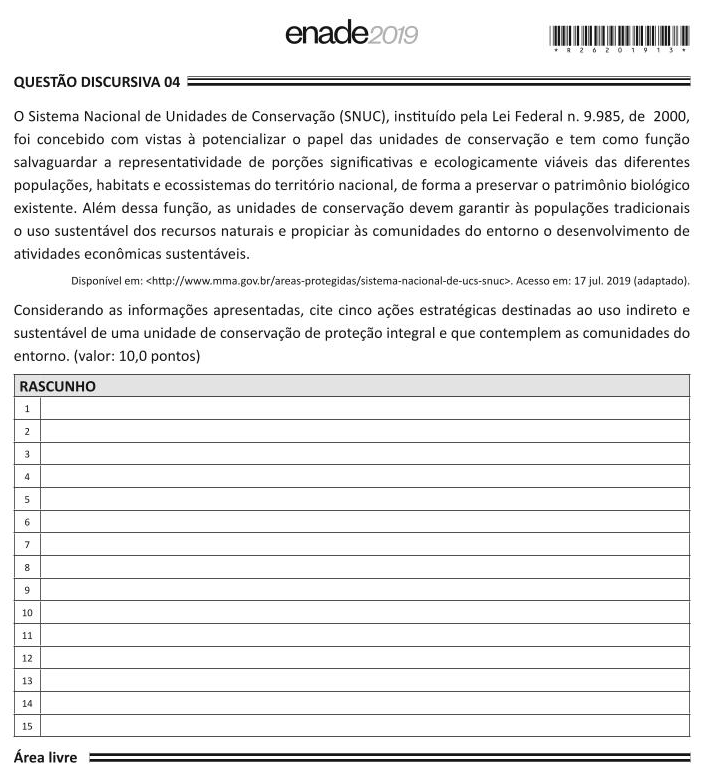 enade2019
* R 2 6 2 0 1 9 1 3 *
QUESTÃO DISCURSIVA 04
O Sistema Nacional de Unidades de Conservação (SNUC), instituído pela Lei Federal n. 9.985, de 2000,
foi concebido com vistas à potencializar o papel das unidades de conservação e tem como função
salvaguardar a representatividade de porções significativas e ecologicamente viáveis das diferentes
populações, habitats e ecossistemas do território nacional, de forma a preservar o patrimônio biológico
existente. Além dessa função, as unidades de conservação devem garantir às populações tradicionais
o uso sustentável dos recursos naturais e propiciar às comunidades do entorno o desenvolvimento de
atividades econômicas sustentáveis.
Disponível em: <http://www.mma.gov.br/areas-protegidas/sistema-nacional-de-ucs-snuc>. Acesso em: 17 jul. 2019 (adaptado).
Considerando as informações apresentadas, cite cinco ações estratégicas destinadas ao uso indireto e
sustentável de uma unidade de conservação de proteção integral e que contemplem as comunidades do
entorno. (valor: 10,0 pontos)
RASCUNHO
1
2
3
4
5
6
7
8
9
10
11
12
13
14
15
Área livre